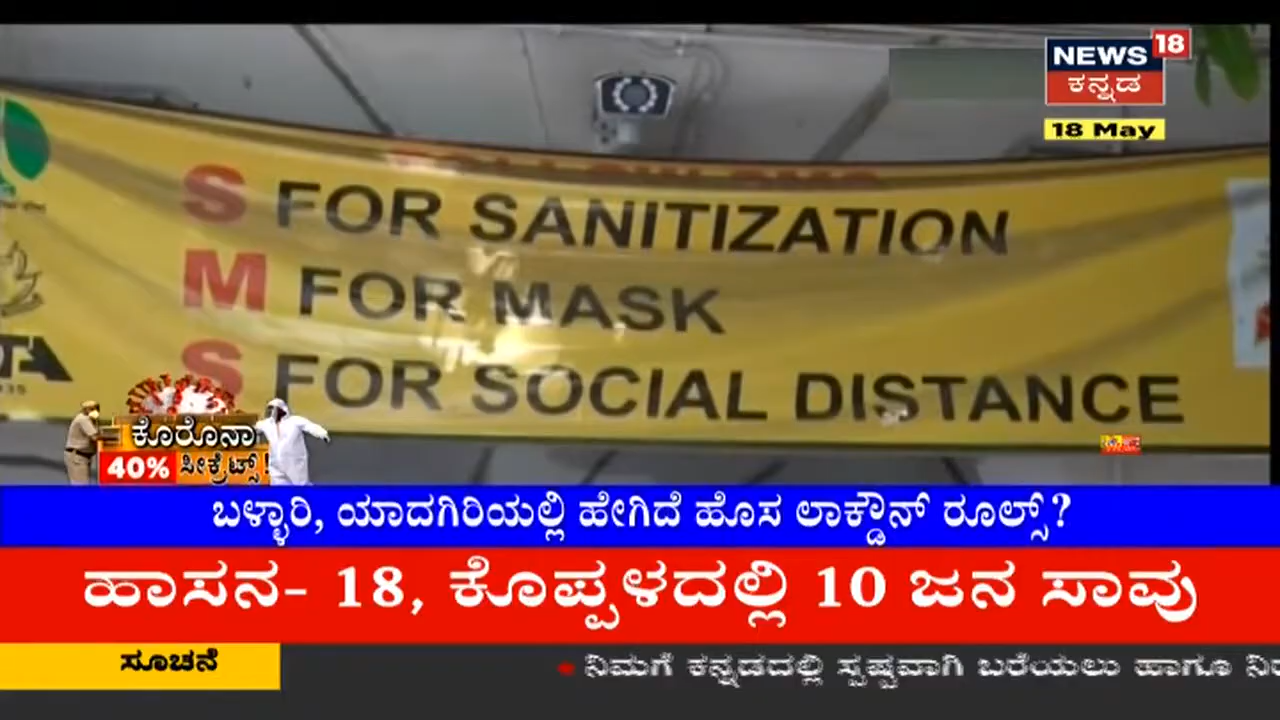 NEWS 18
ಕನ್ನಡ
18 May
S FOR SANITIZATION
M FOR MASK
S FOR SOCIAL DISTANCE
ಕೊರೊನಾ
40% ಸೀಕ್ರೆಟ್ಸ್!
ಬಳ್ಳಾರಿ, ಯಾದಗಿರಿಯಲ್ಲಿ ಹೇಗಿದೆ ಹೊಸ ಲಾಕ್ಡೌನ್ ರೂಲ್ಸ್?
ಹಾಸನ- 18, ಕೊಪ್ಪಳದಲ್ಲಿ 10 ಜನ ಸಾವು
ಸೂಚನೆ
ನಿಮಗೆ ಕನ್ನಡದಲ್ಲಿ ಸ್ಪಷ್ಟವಾಗಿ ಬರೆಯಲು ಹಾಗೂ